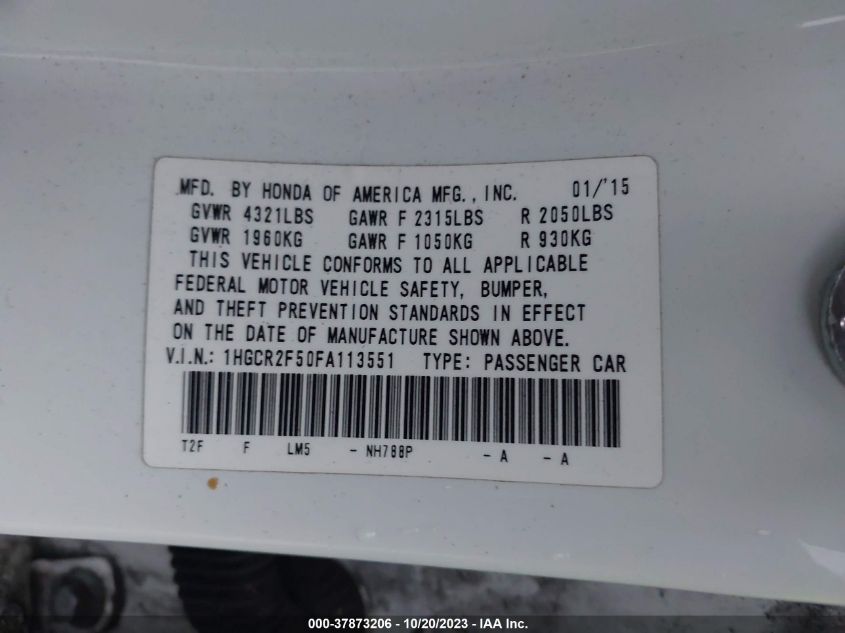 MFD. BY HONDA OF AMERICA MFG., INC. 01/'15
GVWR 4321LBS GAWR F 2315LBS R 2050LBS
GVWR 1960KG GAWR F 1050KG R 930KG
THIS VEHICLE CONFORMS TO ALL APPLICABLE
FEDERAL MOTOR VEHICLE SAFETY, BUMPER,
AND THEFT PREVENTION STANDARDS IN EFFECT
ON THE DATE OF MANUFACTURE SHOWN ABOVE.
V.I.N.: 1HGCR2F50FA113551 TYPE: PASSENGER CAR
T2F F LM5 - NH788P - A - A
000-37873206 - 10/20/2023 - IAA Inc.